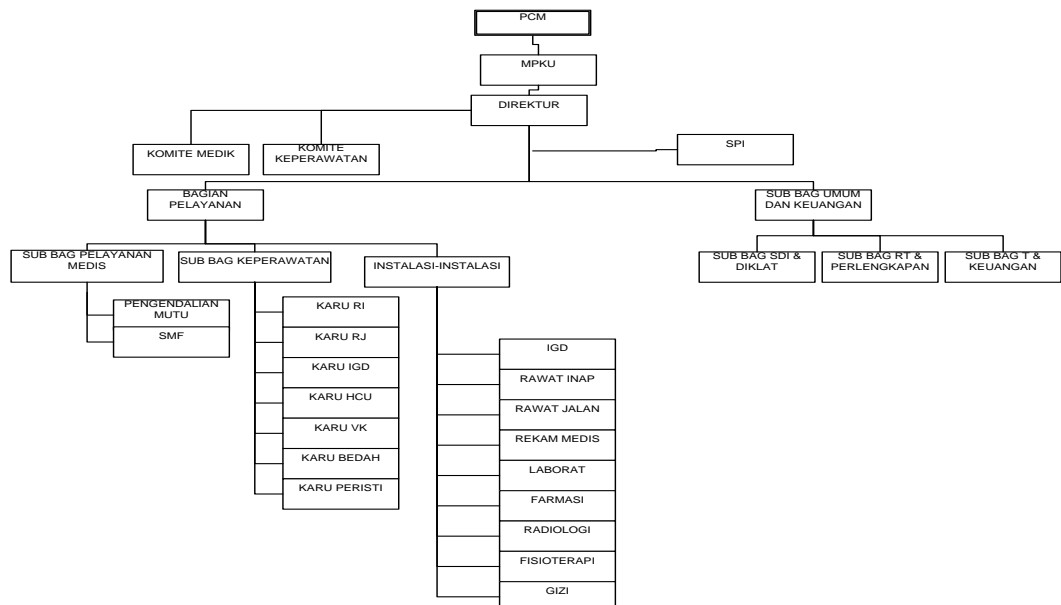 PCM
MPKU
DIREKTUR
KOMITE MEDIK
KOMITE
KEPERAWATAN
SPI
BAGIAN
PELAYANAN
SUB BAG UMUM
DAN KEUANGAN
SUB BAG PELAYANAN
MEDIS
SUB BAG KEPERAWATAN
INSTALASI-INSTALASI
SUB BAG SDI &
DIKLAT
SUB BAG RT &
PERLENGKAPAN
SUB BAG T &
KEUANGAN
PENGENDALIAN
MUTU
SMF
KARU RI
KARU RJ
KARU IGD
KARU HCU
KARU VK
KARU BEDAH
KARU PERISTI
IGD
RAWAT INAP
RAWAT JALAN
REKAM MEDIS
LABORAT
FARMASI
RADIOLOGI
FISIOTERAPI
GIZI